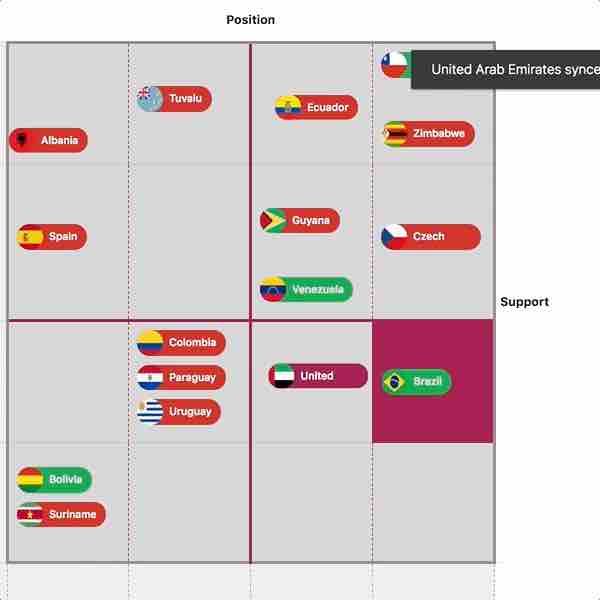 Position
United Arab Emirates synce
Tuvalu
Ecuador
Zimbabwe
Albania
Guyana
Spain
Czech
Venezuela
Support
Colombia
Paraguay
United
Brazil
Uruguay
Bolivia
Suriname